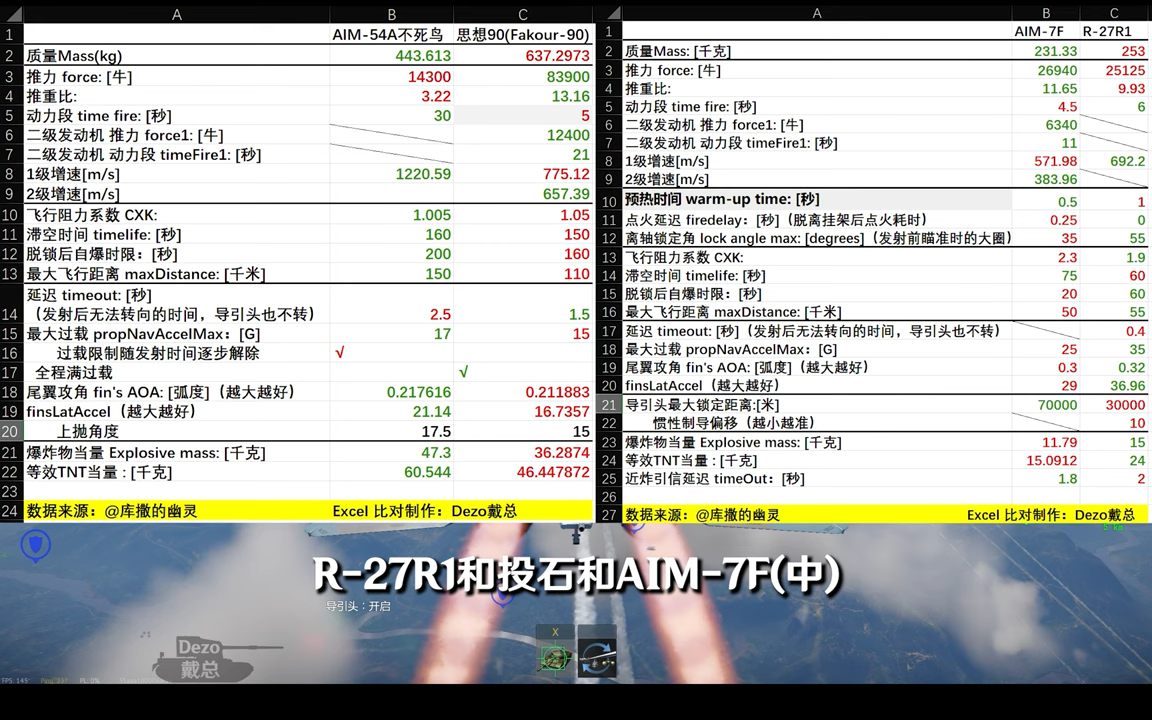 A B C
1 AIM-54A不死鸟 思想90(Fakour-90)
2 质量Mass(kg) 443.613 637.2973
3 推力 force: [牛] 14300 83900
4 推重比: 3.22 13.16
5 动力段 time fire: [秒] 30 5
6 二级发动机 推力 force1: [牛] 12400
7 二级发动机 动力段 timeFire1: [秒] 21
8 1级增速[m/s] 1220.59 775.12
9 2级增速[m/s] 657.39
10 飞行阻力系数 CXK: 1.005 1.05
11 滞空时间 timelife: [秒] 160 150
12 脱锁后自爆时限：[秒] 200 160
13 最大飞行距离 maxDistance: [千米] 150 110
延迟 timeout: [秒]
14 （发射后无法转向的时间，导引头也不转） 2.5 1.5
15 最大过载 propNavAccelMax：[G] 17 15
16 过载限制随发射时间逐步解除 √
17 全程满过载 √
18 尾翼攻角 fin's AOA: [弧度]（越大越好） 0.217616 0.211883
19 finsLatAccel（越大越好） 21.14 16.7357
20 上抛角度 17.5 15
21 爆炸物当量 Explosive mass: [千克] 47.3 36.2874
22 等效TNT当量：[千克] 60.544 46.447872
23
24 数据来源：@库撒的幽灵 Excel 比对制作：Dezo戴总
A B C
1 AIM-7F R-27R1
2 质量Mass: [千克] 231.33 253
3 推力 force: [牛] 26940 25125
4 推重比: 11.65 9.93
5 动力段 time fire: [秒] 4.5 6
6 二级发动机 推力 force1: [牛] 6340
7 二级发动机 动力段 timeFire1: [秒] 11
8 1级增速[m/s] 571.98 692.2
9 2级增速[m/s] 383.96
10 预热时间 warm-up time: [秒] 0.5 1
11 点火延迟 firedelay：[秒]（脱离挂架后点火耗时） 0.25 0
12 离轴锁定角 lock angle max: [degrees]（发射前瞄准时的大圈） 35 55
13 飞行阻力系数 CXK: 2.3 1.9
14 滞空时间 timelife: [秒] 75 60
15 脱锁后自爆时限：[秒] 20 60
16 最大飞行距离 maxDistance: [千米] 50 55
17 延迟 timeout: [秒]（发射后无法转向的时间，导引头也不转） 0.4
18 最大过载 propNavAccelMax：[G] 25 35
19 尾翼攻角 fin's AOA: [弧度]（越大越好） 0.3 0.32
20 finsLatAccel（越大越好） 29 36.96
21 导引头最大锁定距离:[米] 70000 30000
22 惯性制导偏移（越小越准） 10
23 爆炸物当量 Explosive mass: [千克] 11.79 15
24 等效TNT当量：[千克] 15.0912 24
25 近炸引信延迟 timeOut：[秒] 1.8 2
26
27 数据来源：@库撒的幽灵 Excel 比对制作：Dezo戴总
R-27R1和投石和AIM-7F(中)
导引头：开启
X
Dezo
戴总